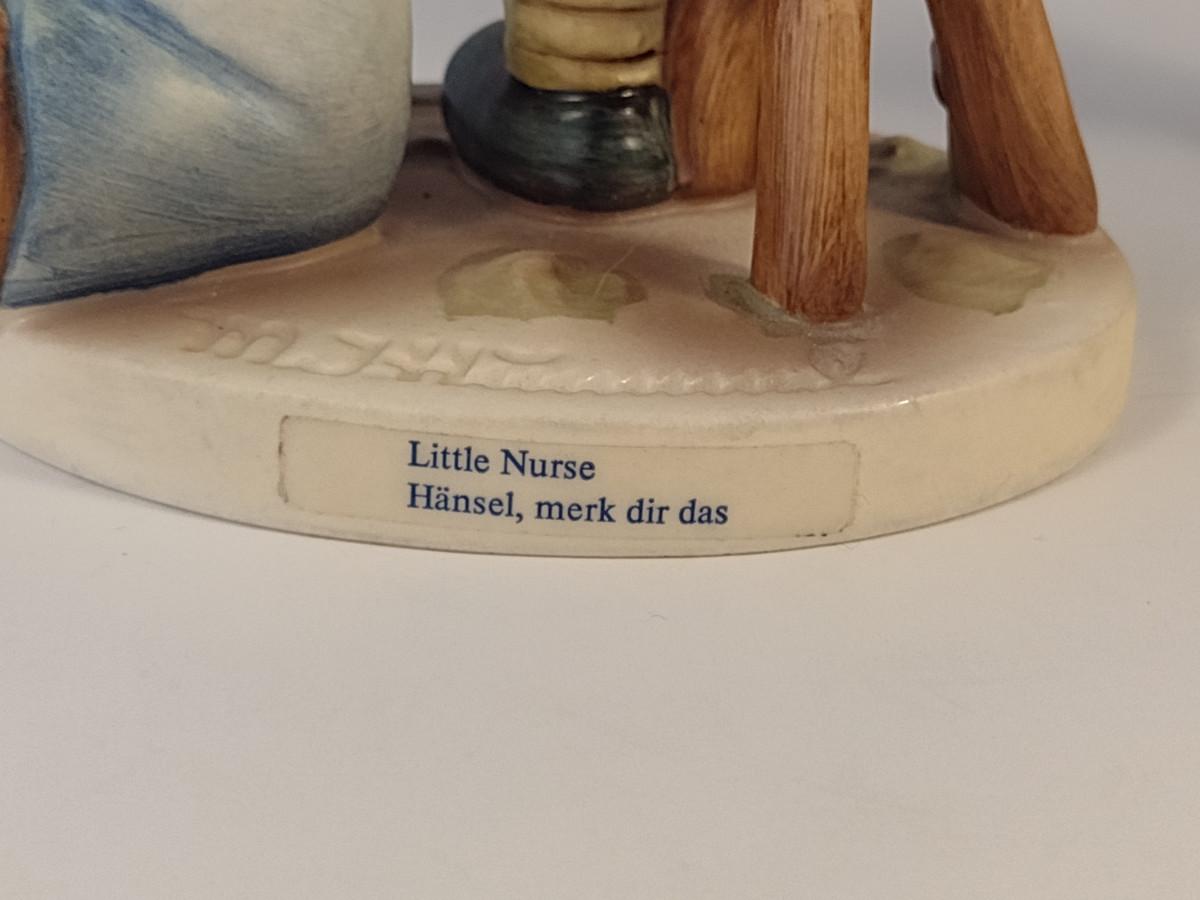 Little Nurse
Hänsel, merk dir das